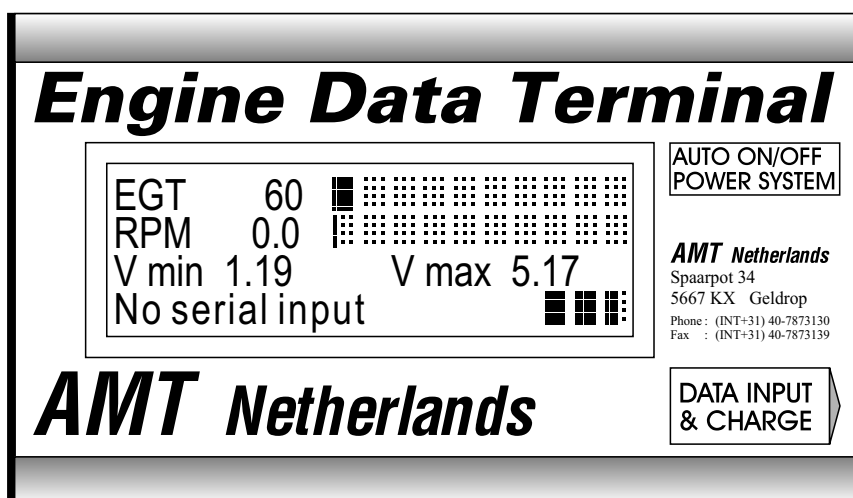 Engine Data Terminal
EGT 60
RPM 0.0
V min 1.19 V max 5.17
No serial input
AUTO ON/OFF
POWER SYSTEM
AMT Netherlands
Spaarpot 34
5667 KX Geldrop
Phone : (INT+31) 40-7873130
Fax : (INT+31) 40-7873139
AMT Netherlands
DATA INPUT
& CHARGE